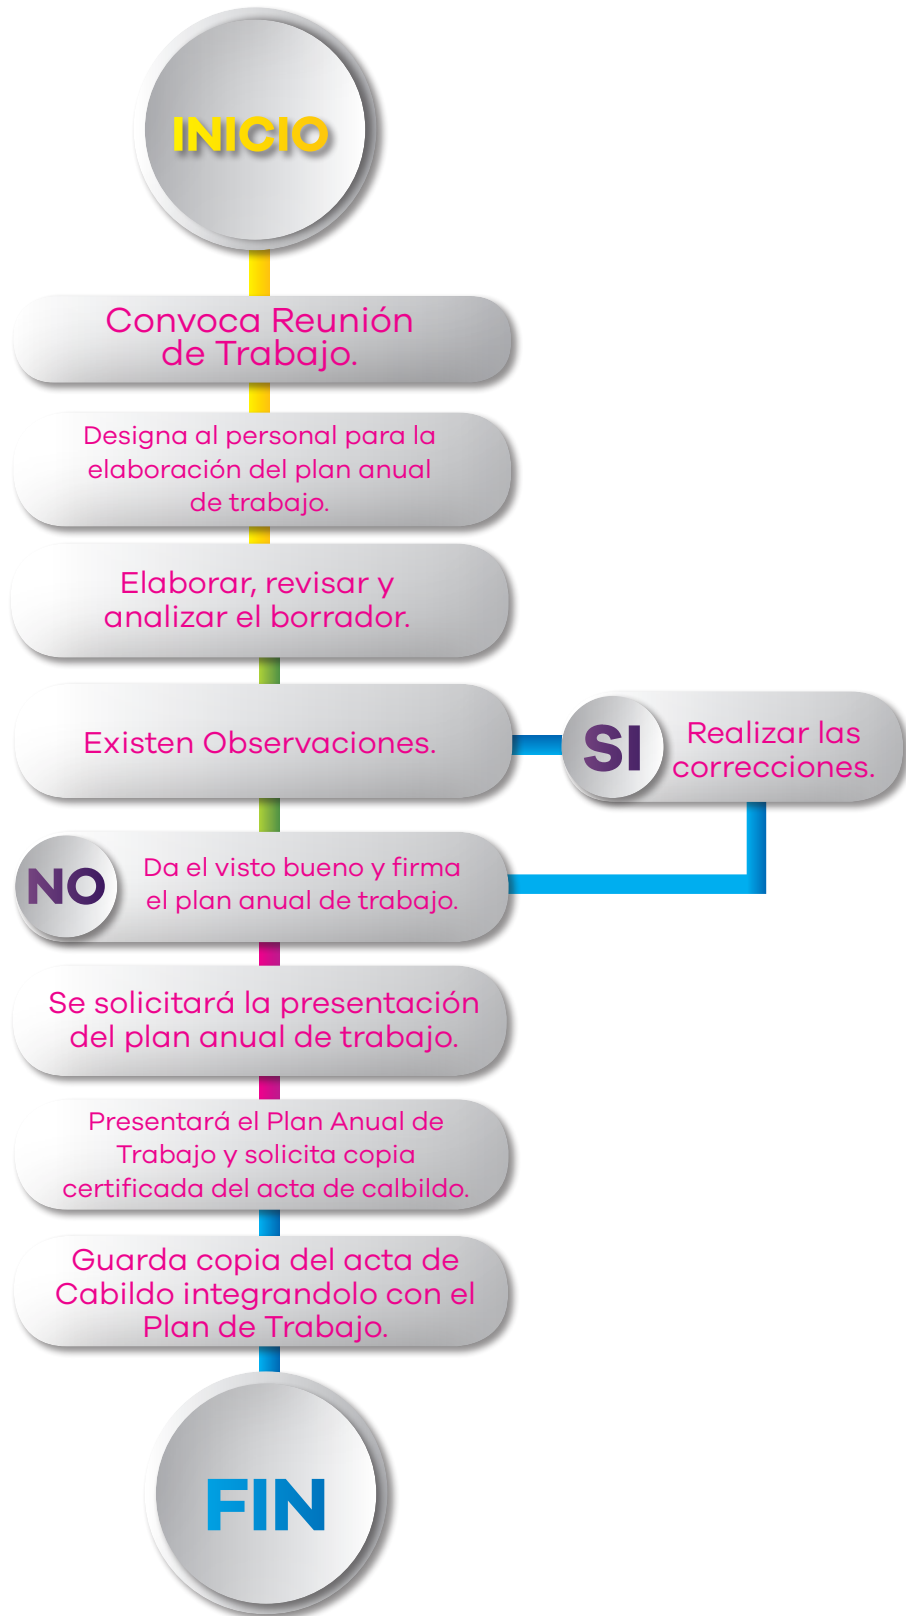 INICIO
Convoca Reunión
de Trabajo.
Designa al personal para la
elaboración del plan anual
de trabajo.
Elaborar, revisar y
analizar el borrador.
Existen Observaciones.
SI
Realizar las
correcciones.
NO
Da el visto bueno y firma
el plan anual de trabajo.
Se solicitará la presentación
del plan anual de trabajo.
Presentará el Plan Anual de
Trabajo y solicita copia
certificada del acta de calbildo.
Guarda copia del acta de
Cabildo integrandolo con el
Plan de Trabajo.
FIN